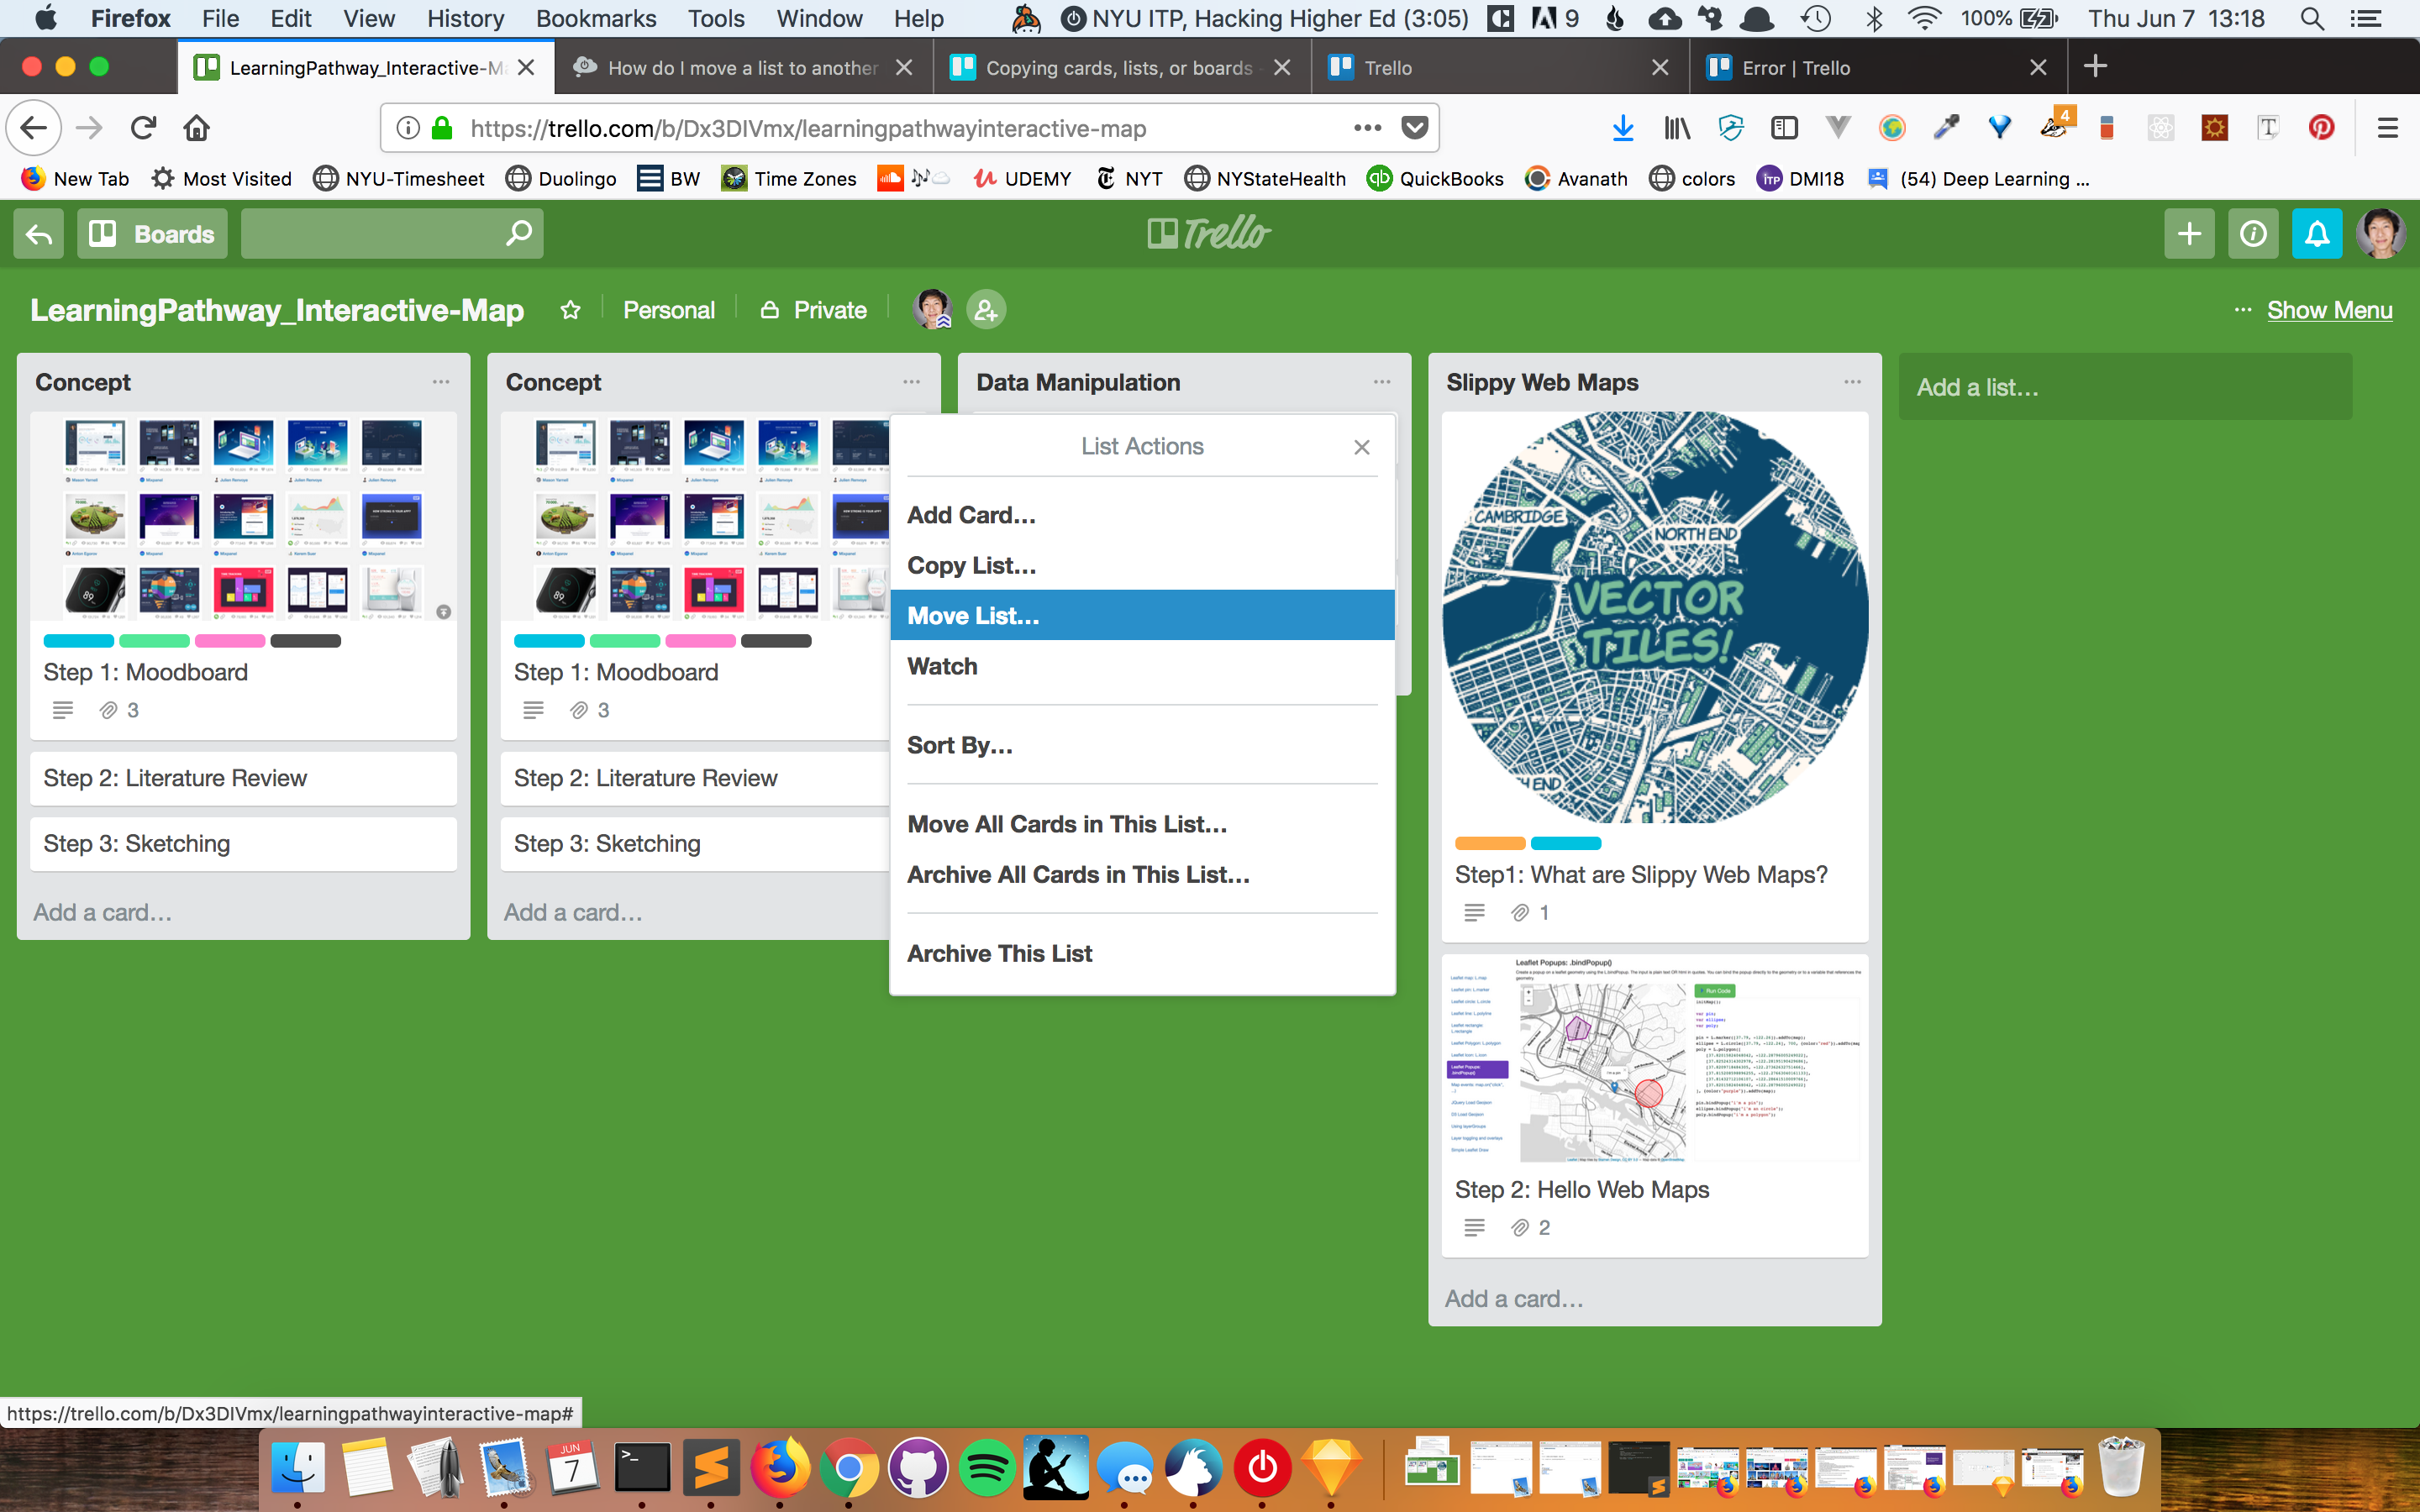 Firefox File Edit View History Bookmarks Tools Window Help NYU ITP, Hacking Higher Ed (3:05) 9 100% Thu Jun 7 13:18
LearningPathway_Interactive-M
How do I move a list to another
Copying cards, lists, or boards
Trello
Error | Trello
https://trello.com/b/Dx3DIVmx/learningpathwayinteractive-map
4
New Tab Most Visited NYU-Timesheet Duolingo BW Time Zones UDEMY NYT NYStateHealth QuickBooks Avanath colors DMI18 (54) Deep Learning ...
Boards
Trello
LearningPathway_Interactive-Map Personal Private
... Show Menu
Concept
Step 1: Moodboard
3
Step 2: Literature Review
Step 3: Sketching
Add a card...
Concept
Step 1: Moodboard
3
Step 2: Literature Review
Step 3: Sketching
Add a card...
Data Manipulation
List Actions
Add Card...
Copy List...
Move List...
Watch
Sort By...
Move All Cards in This List...
Archive All Cards in This List...
Archive This List
Slippy Web Maps
CAMBRIDGE
NORTH END
VECTOR
TILES!
Step1: What are Slippy Web Maps?
1
Leaflet Popups: .bindPopup()
Run Code
Step 2: Hello Web Maps
2
Add a card...
Add a list...
https://trello.com/b/Dx3DIVmx/learningpathwayinteractive-map#
JUN
7